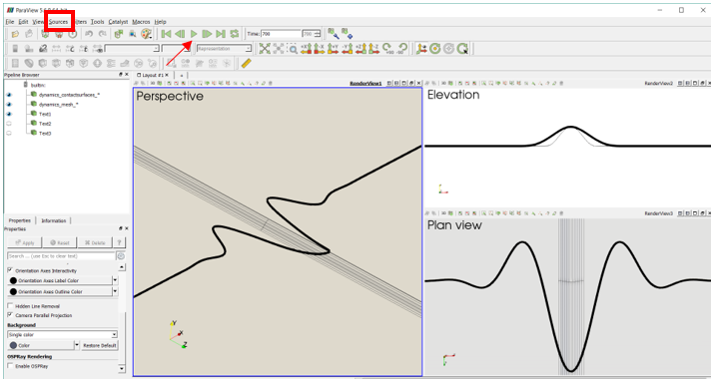 ParaView 5
File Edit View Sources Filters Tools Catalyst Macros Help
Time: 700 700
Representation
Pipeline Browser
Layout #1
+
builtin:
dynamics_contactsurfaces_*
dynamics_mesh_*
Text1
Text2
Text3
RenderView1
Perspective
RenderView2
Elevation
RenderView3
Plan view
Properties Information
Properties
Apply Reset Delete ?
Search ... (use Esc to clear text)
Orientation Axes Interactivity
Orientation Axes Label Color
Orientation Axes Outline Color
Hidden Line Removal
Camera Parallel Projection
Background
Single color
Color Restore Default
OSPRay Rendering
Enable OSPRay
Y
X
Z